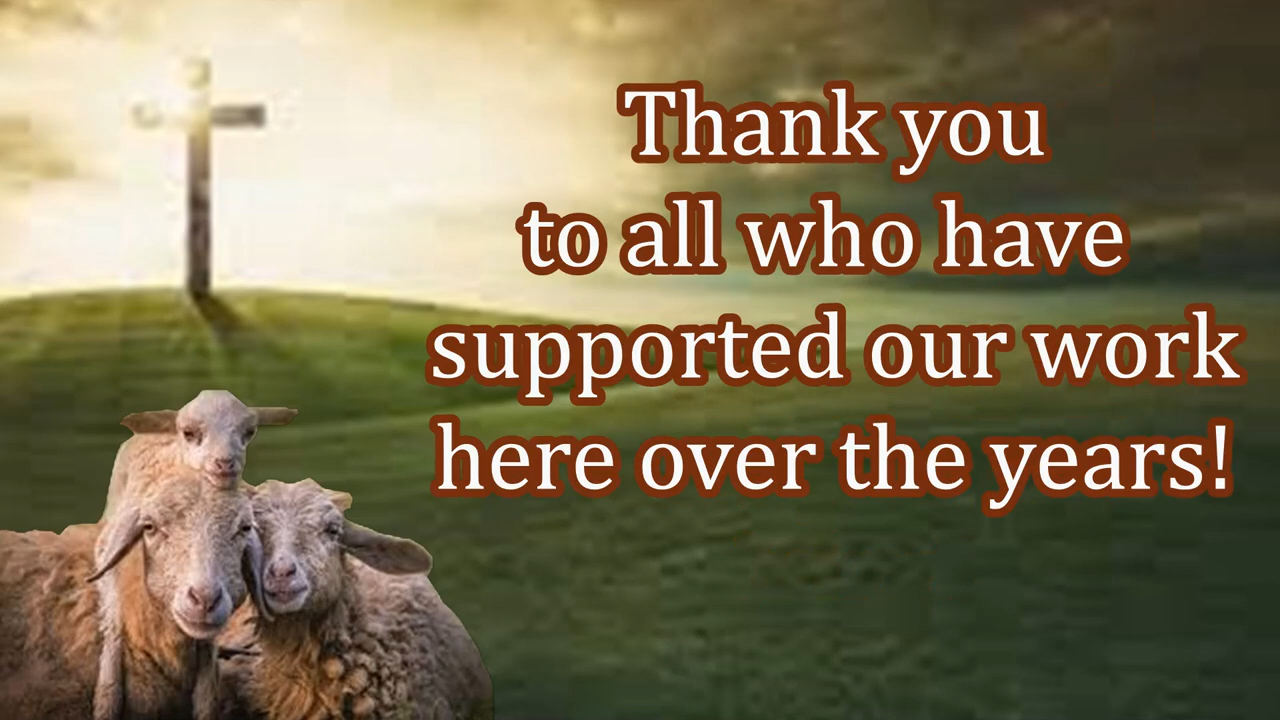 Thank you
to all who have
supported our work
here over the years!